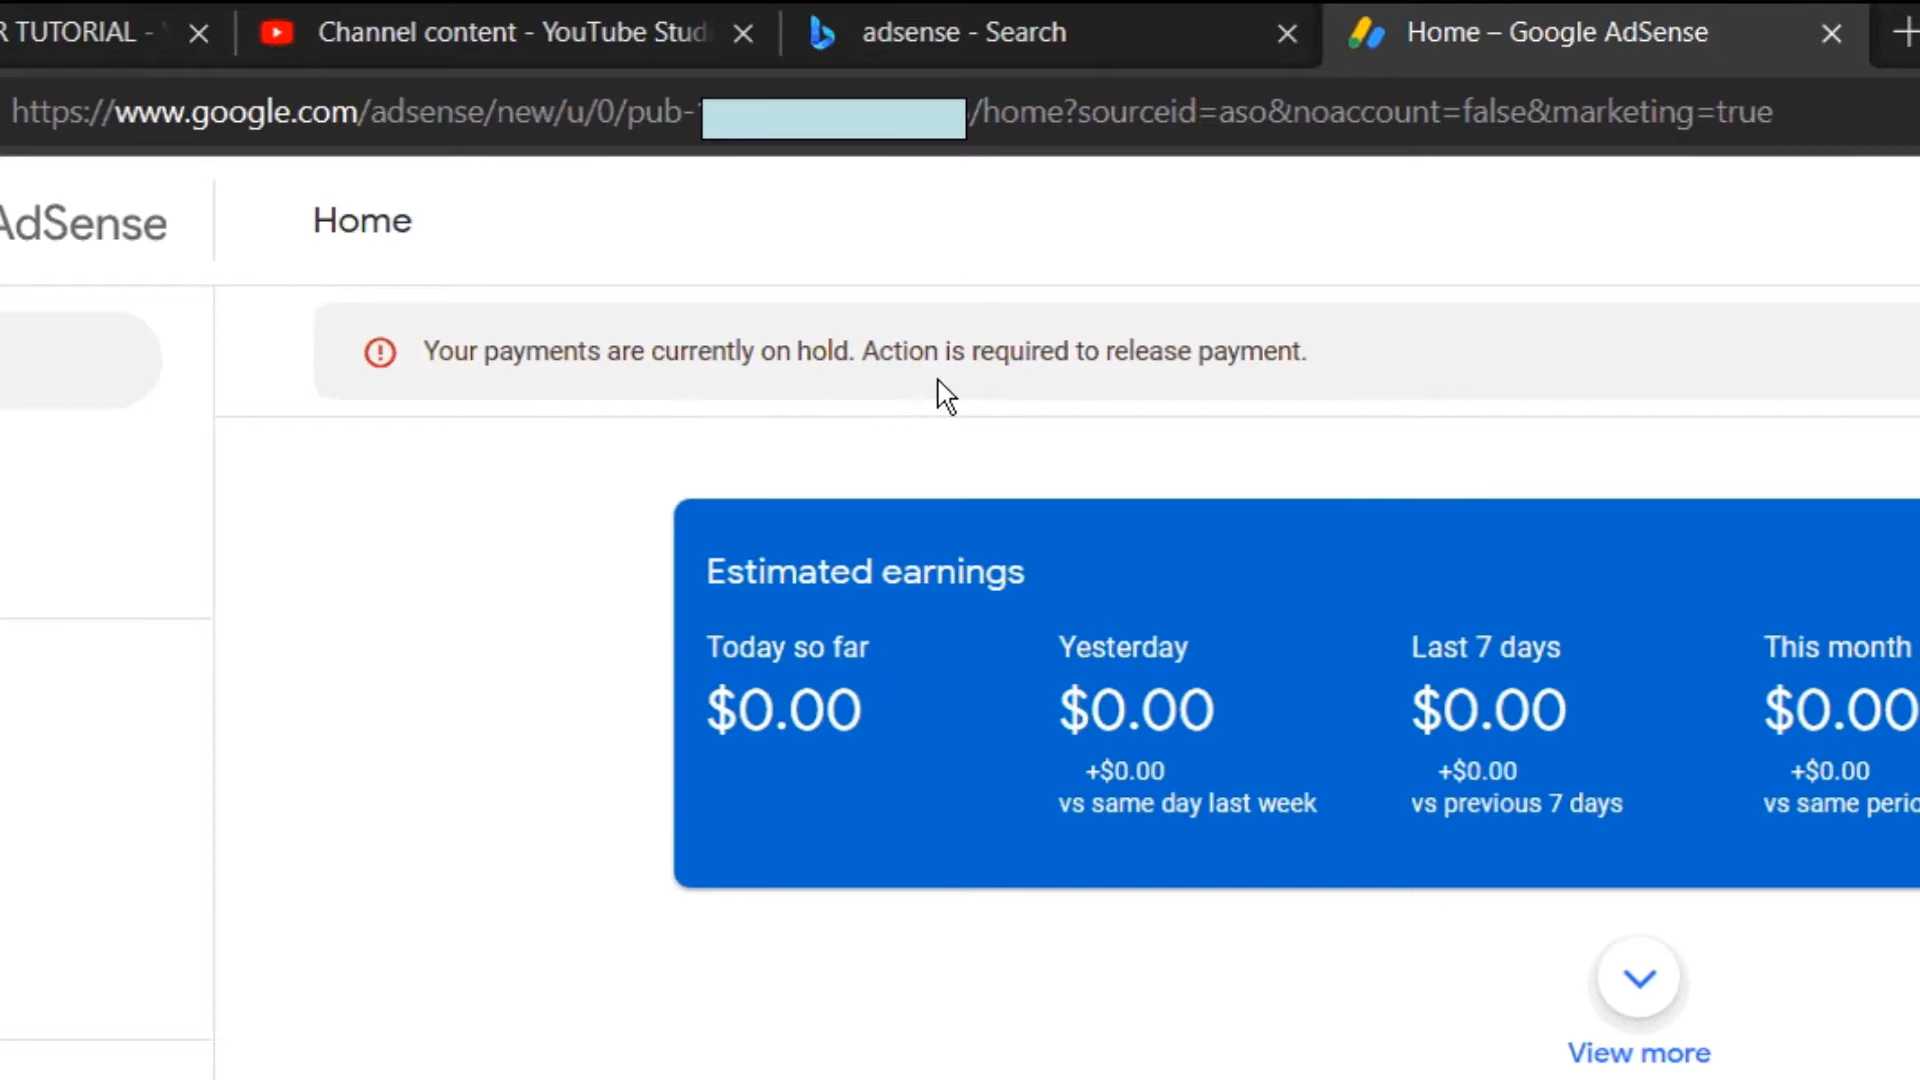 R TUTORIAL -
Channel content - YouTube Stud
adsense - Search
Home – Google AdSense
https://www.google.com/adsense/new/u/0/pub- /home?sourceid=aso&noaccount=false&marketing=true
AdSense
Home
Your payments are currently on hold. Action is required to release payment.
Estimated earnings
Today so far Yesterday Last 7 days This month
$0.00 $0.00 $0.00 $0.00
+$0.00 +$0.00 +$0.00
vs same day last week vs previous 7 days vs same perio
View more